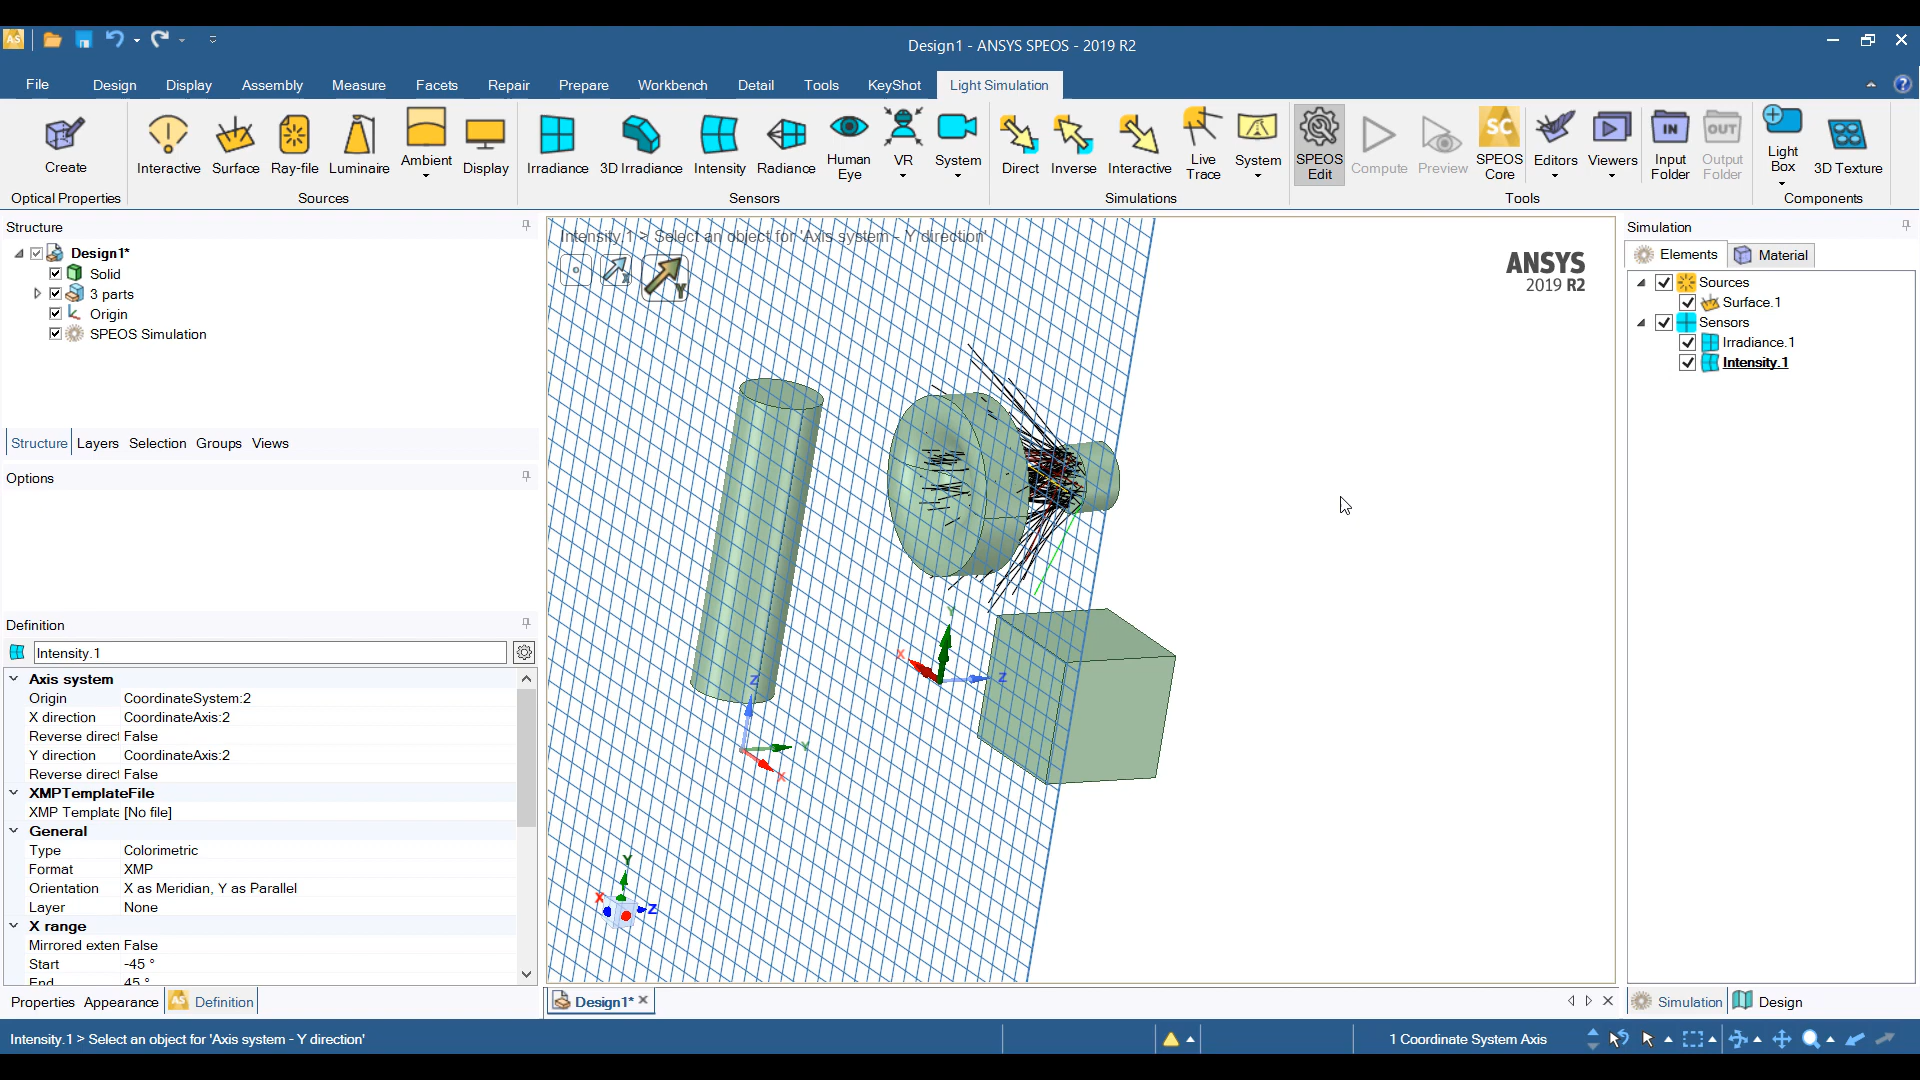 Design1 - ANSYS SPEOS - 2019 R2
File Design Display Assembly Measure Facets Repair Prepare Workbench Detail Tools KeyShot Light Simulation
Create
Interactive Surface Ray-file Luminaire Ambient Display
Irradiance 3D Irradiance Intensity Radiance Human Eye VR System
Direct Inverse Interactive Live Trace System
SPEOS Edit Compute Preview SPEOS Core Editors Viewers Input Folder Output Folder
Light Box 3D Texture
Optical Properties Sources Sensors Simulations Tools Components
Structure
Design1*
Solid
3 parts
Origin
SPEOS Simulation
Structure Layers Selection Groups Views
Options
Definition
Intensity.1
Axis system
Origin CoordinateSystem:2
X direction CoordinateAxis:2
Reverse direct False
Y direction CoordinateAxis:2
Reverse direct False
XMPTemplateFile
XMP Template [No file]
General
Type Colorimetric
Format XMP
Orientation X as Meridian, Y as Parallel
Layer None
X range
Mirrored exten False
Start -45 °
End 45 °
Properties Appearance Definition
Intensity.1 > Select an object for 'Axis system - Y direction'
ANSYS
2019 R2
X
Y
Y
X
Z
Z
Y
X
Y
X
Z
Design1*
Simulation
Elements Material
Sources
Surface.1
Sensors
Irradiance.1
Intensity.1
Simulation Design
Intensity.1 > Select an object for 'Axis system - Y direction'
1 Coordinate System Axis
AS
SC
IN
OUT
AS